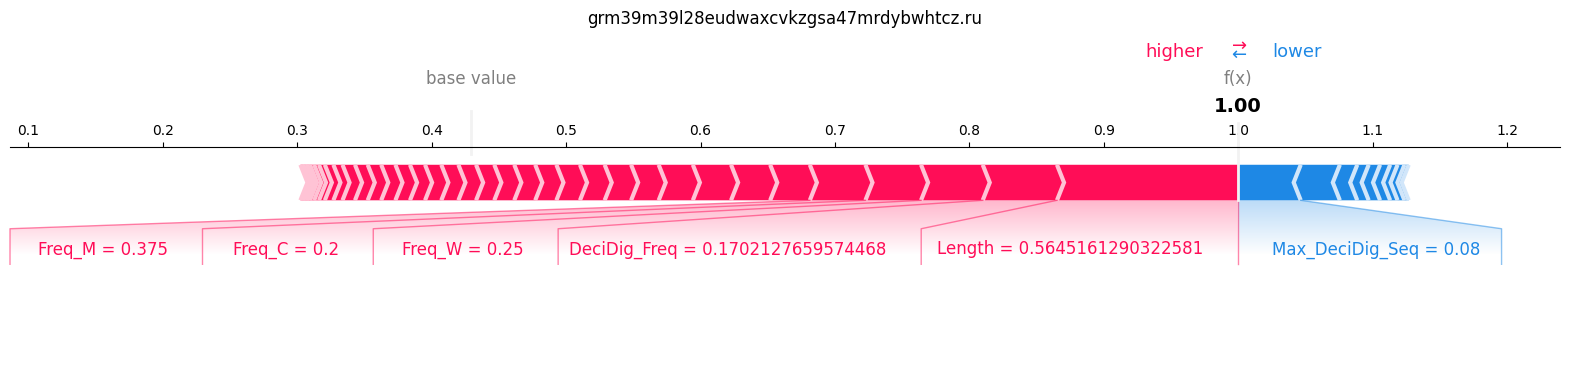 grm39m39l28eudwaxcvkzgsa47mrdybwhtcz.ru
higher → ← lower
base value f(x)
1.00
0.1 0.2 0.3 0.4 0.5 0.6 0.7 0.8 0.9 1.0 1.1 1.2
Freq_M = 0.375 Freq_C = 0.2 Freq_W = 0.25 DeciDig_Freq = 0.1702127659574468 Length = 0.5645161290322581 Max_DeciDig_Seq = 0.08